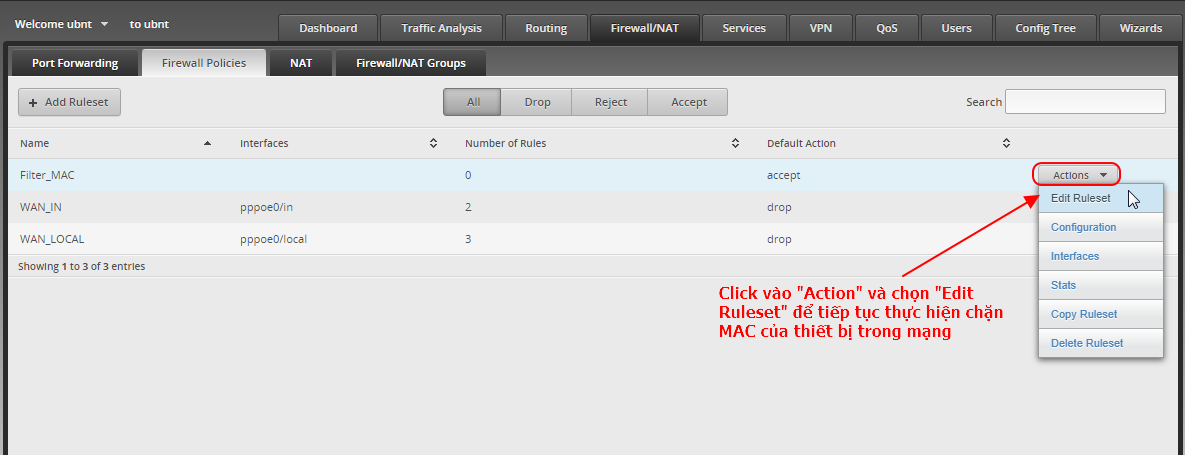 Welcome ubnt to ubnt
Dashboard Traffic Analysis Routing Firewall/NAT Services VPN QoS Users Config Tree Wizards
Port Forwarding Firewall Policies NAT Firewall/NAT Groups
+ Add Ruleset All Drop Reject Accept Search
Name Interfaces Number of Rules Default Action
Filter_MAC 0 accept Actions
WAN_IN pppoe0/in 2 drop
WAN_LOCAL pppoe0/local 3 drop
Showing 1 to 3 of 3 entries
Edit Ruleset
Configuration
Interfaces
Stats
Copy Ruleset
Delete Ruleset
Click vào "Action" và chọn "Edit
Ruleset" để tiếp tục thực hiện chặn
MAC của thiết bị trong mạng